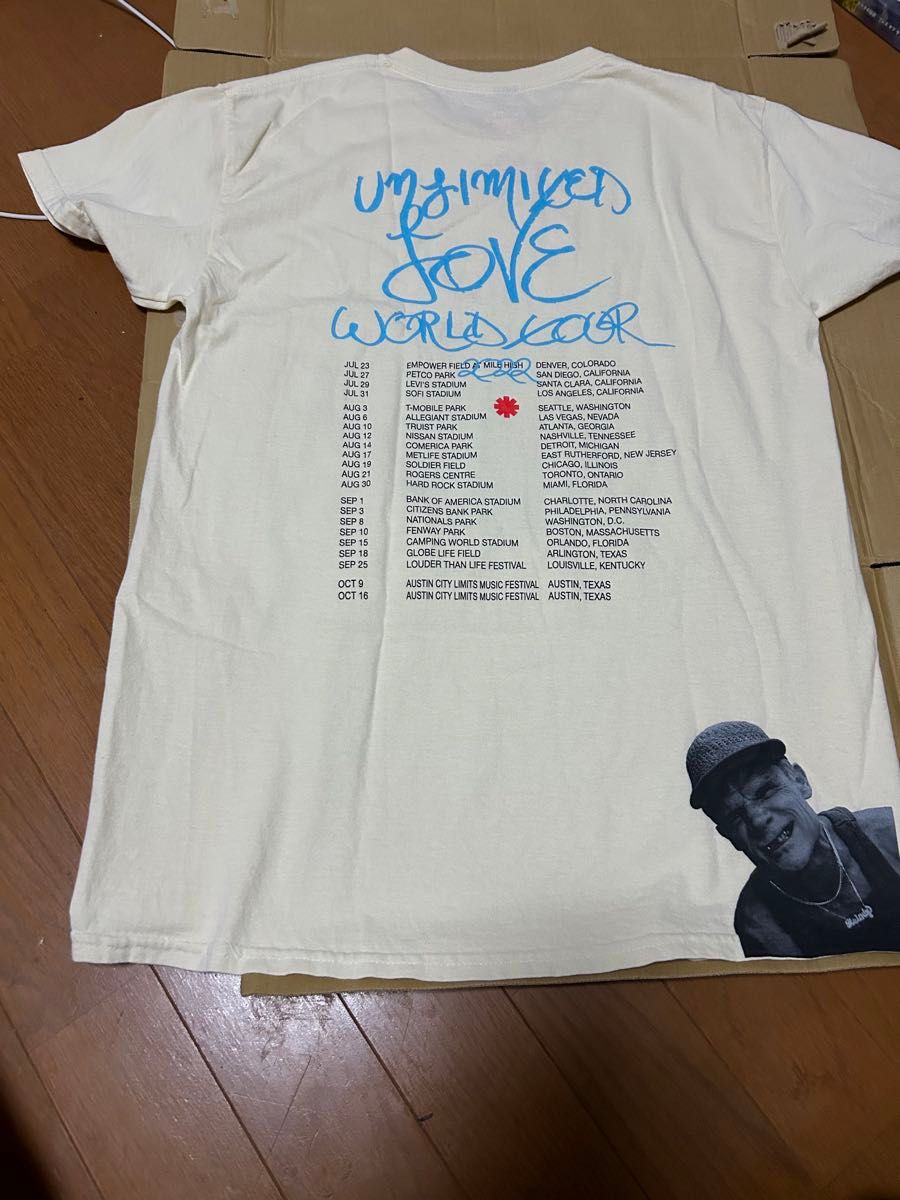 UNLIMITED
LOVE
WORLD TOUR
2022
JUL 23 EMPOWER FIELD AT MILE HIGH DENVER, COLORADO
JUL 27 PETCO PARK SAN DIEGO, CALIFORNIA
JUL 29 LEVI'S STADIUM SANTA CLARA, CALIFORNIA
JUL 31 SOFI STADIUM LOS ANGELES, CALIFORNIA
AUG 3 T-MOBILE PARK SEATTLE, WASHINGTON
AUG 6 ALLEGIANT STADIUM LAS VEGAS, NEVADA
AUG 10 TRUIST PARK ATLANTA, GEORGIA
AUG 12 NISSAN STADIUM NASHVILLE, TENNESSEE
AUG 14 COMERICA PARK DETROIT, MICHIGAN
AUG 17 METLIFE STADIUM EAST RUTHERFORD, NEW JERSEY
AUG 19 SOLDIER FIELD CHICAGO, ILLINOIS
AUG 21 ROGERS CENTRE TORONTO, ONTARIO
AUG 30 HARD ROCK STADIUM MIAMI, FLORIDA
SEP 1 BANK OF AMERICA STADIUM CHARLOTTE, NORTH CAROLINA
SEP 3 CITIZENS BANK PARK PHILADELPHIA, PENNSYLVANIA
SEP 8 NATIONALS PARK WASHINGTON, D.C.
SEP 10 FENWAY PARK BOSTON, MASSACHUSETTS
SEP 15 CAMPING WORLD STADIUM ORLANDO, FLORIDA
SEP 18 GLOBE LIFE FIELD ARLINGTON, TEXAS
SEP 25 LOUDER THAN LIFE FESTIVAL LOUISVILLE, KENTUCKY
OCT 9 AUSTIN CITY LIMITS MUSIC FESTIVAL AUSTIN, TEXAS
OCT 16 AUSTIN CITY LIMITS MUSIC FESTIVAL AUSTIN, TEXAS